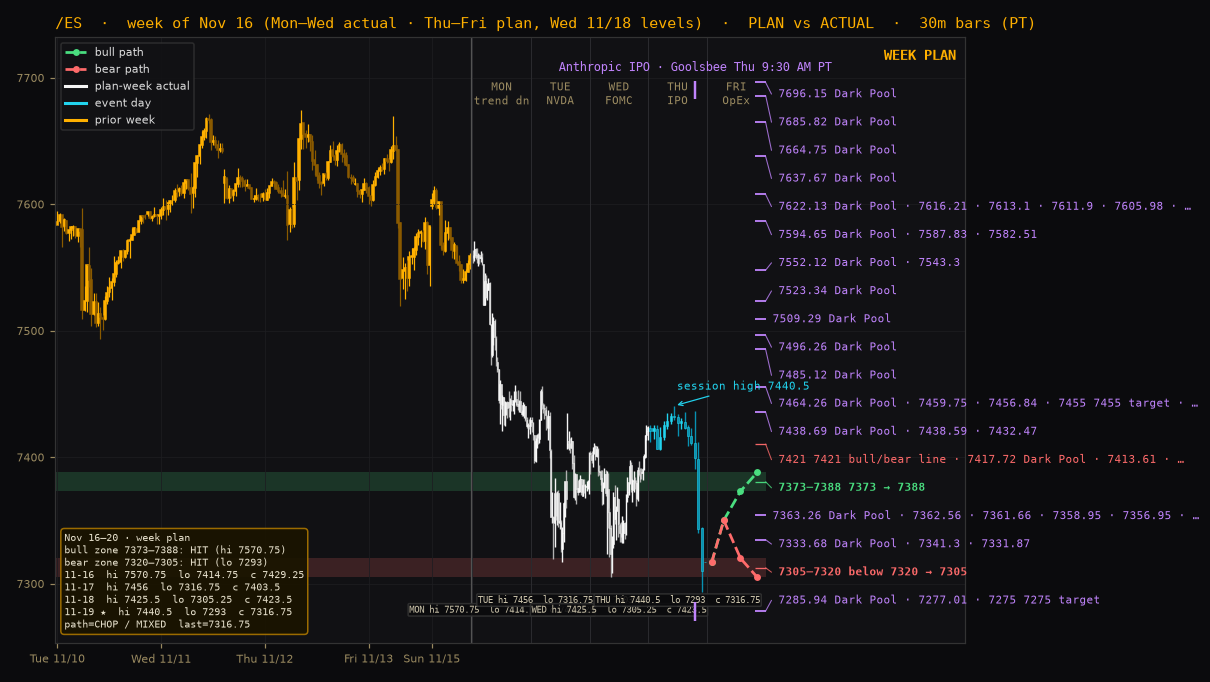 /ES · week of Nov 16 (Mon–Wed actual · Thu–Fri plan, Wed 11/18 levels) · PLAN vs ACTUAL · 30m bars (PT)
bull path
bear path
plan-week actual
event day
prior week
WEEK PLAN
Anthropic IPO · Goolsbee Thu 9:30 AM PT
MON
trend dn
TUE
NVDA
WED
FOMC
THU
IPO
FRI
OpEx
7700
7600
7500
7400
7300
7696.15 Dark Pool
7685.82 Dark Pool
7664.75 Dark Pool
7637.67 Dark Pool
7622.13 Dark Pool · 7616.21 · 7613.1 · 7611.9 · 7605.98 · …
7594.65 Dark Pool · 7587.83 · 7582.51
7552.12 Dark Pool · 7543.3
7523.34 Dark Pool
7509.29 Dark Pool
7496.26 Dark Pool
7485.12 Dark Pool
session high 7440.5
7464.26 Dark Pool · 7459.75 · 7456.84 · 7455 7455 target · …
7438.69 Dark Pool · 7438.59 · 7432.47
7421 7421 bull/bear line · 7417.72 Dark Pool · 7413.61 · …
7373–7388 7373 → 7388
7363.26 Dark Pool · 7362.56 · 7361.66 · 7358.95 · 7356.95 · …
7333.68 Dark Pool · 7341.3 · 7331.87
7305–7320 below 7320 → 7305
7285.94 Dark Pool · 7277.01 · 7275 7275 target
Nov 16–20 · week plan
bull zone 7373–7388: HIT (hi 7570.75)
bear zone 7320–7305: HIT (lo 7293)
11-16 hi 7570.75 lo 7414.75 c 7429.25
11-17 hi 7456 lo 7316.75 c 7403.5
11-18 hi 7425.5 lo 7305.25 c 7423.5
11-19 ★ hi 7440.5 lo 7293 c 7316.75
path=CHOP / MIXED last=7316.75
TUE hi 7456 lo 7316.75
THU hi 7440.5 lo 7293 c 7316.75
MON hi 7570.75 lo 7414.
WED hi 7425.5 lo 7305.25 c 7423.5
Tue 11/10
Wed 11/11
Thu 11/12
Fri 11/13
Sun 11/15